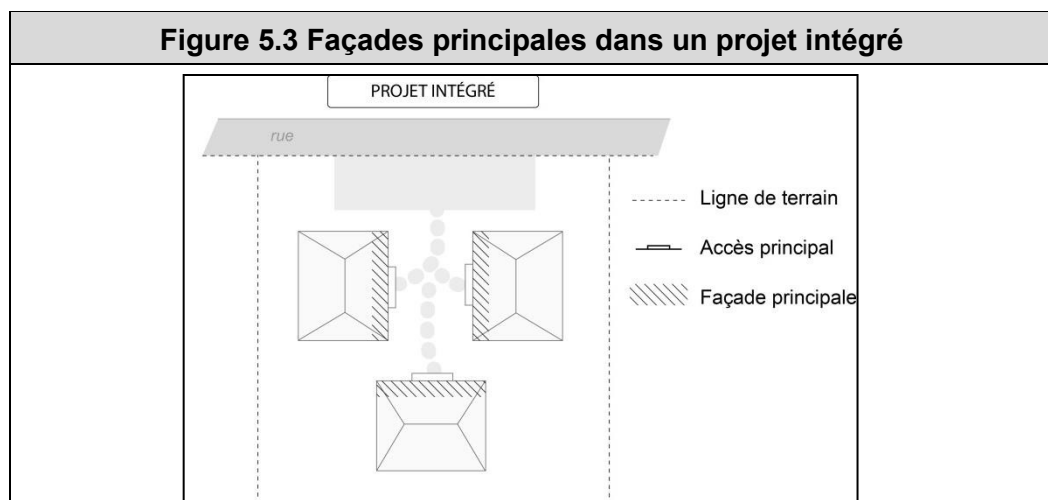 Figure 5.3 Façades principales dans un projet intégré
PROJET INTÉGRÉ
rue
Ligne de terrain
Accès principal
Façade principale